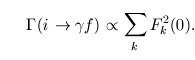 Γ(i → γf) ∝ ∑_k F_k^2(0).